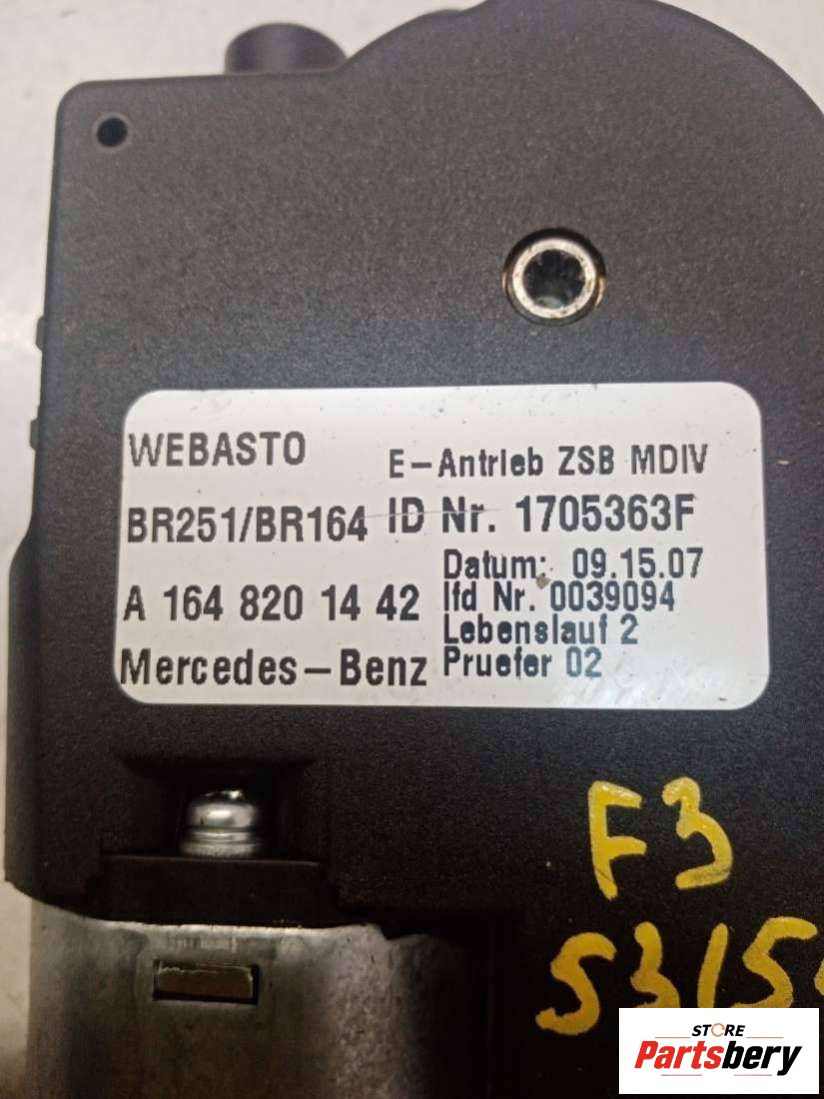 WEBASTO
E-Antrieb ZSB MDIV
BR251/BR164
ID Nr. 1705363F
Datum: 09.15.07
A 164 820 14 42
lfd Nr. 0039094
Lebenslauf 2
Mercedes-Benz
Pruefer 02
F3
STORE
Partsbery